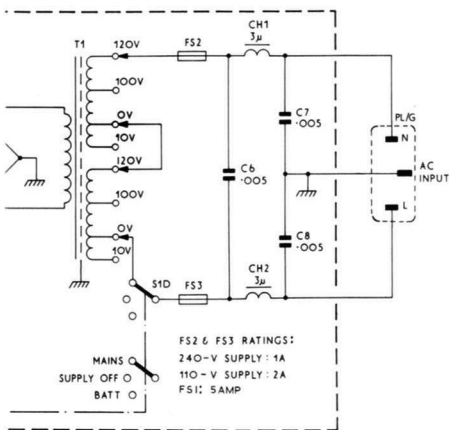 CH1
3µ
T1
120V
FS2
100V
0V
10V
C7
·005
PL/G
N
AC
INPUT
120V
C6
·005
100V
L
0V
C8
·005
10V
CH2
3µ
S1D
FS3
FS2 & FS3 RATINGS:
240-V SUPPLY: 1A
110-V SUPPLY: 2A
FS1: 5AMP
MAINS
SUPPLY OFF
BATT